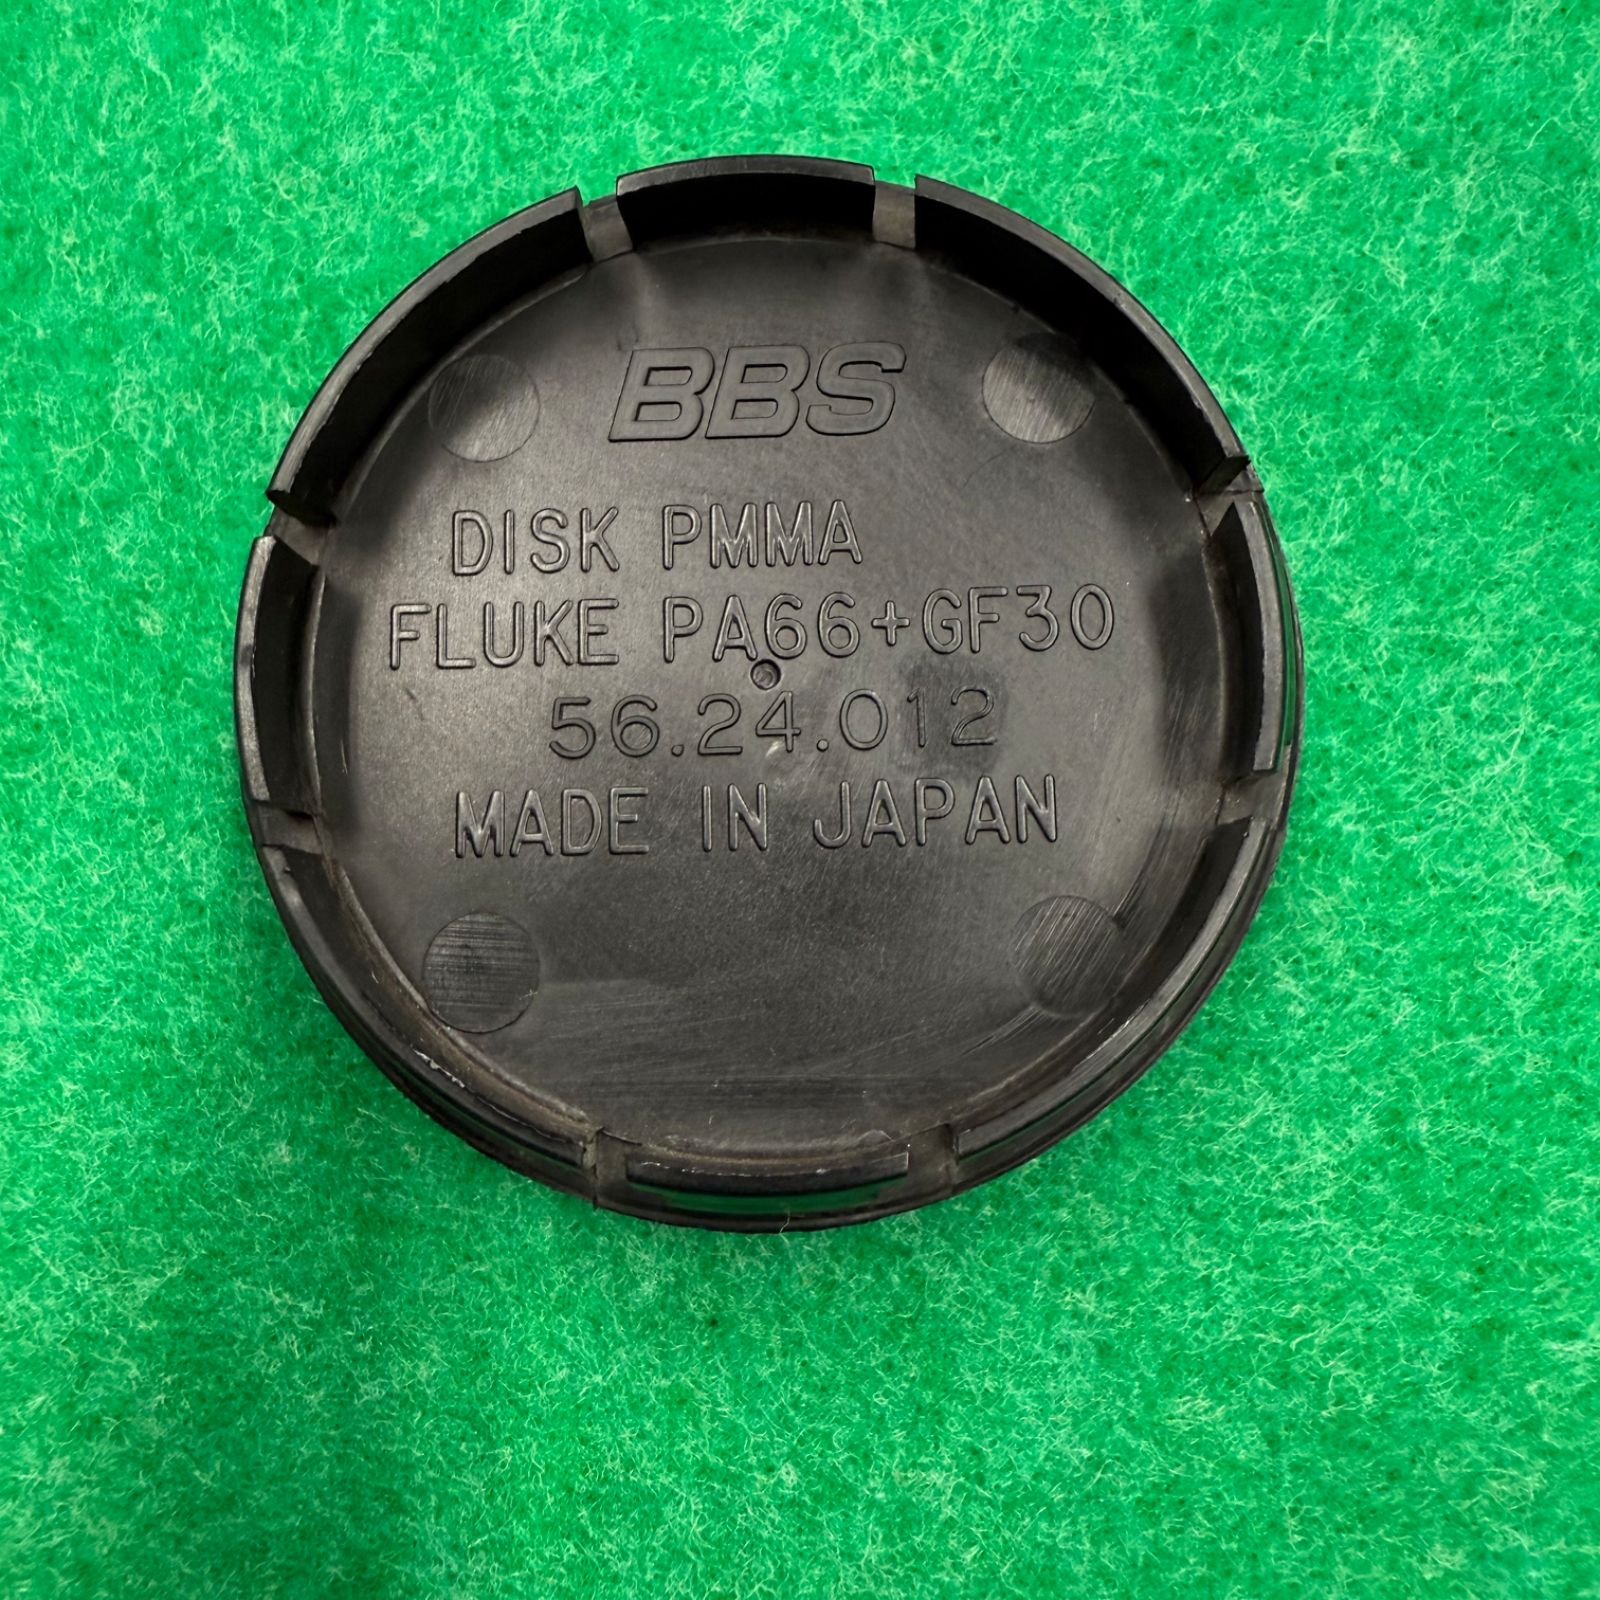 BBS
DISK PMMA
FLUKE PA66+GF30
56.24.012
MADE IN JAPAN